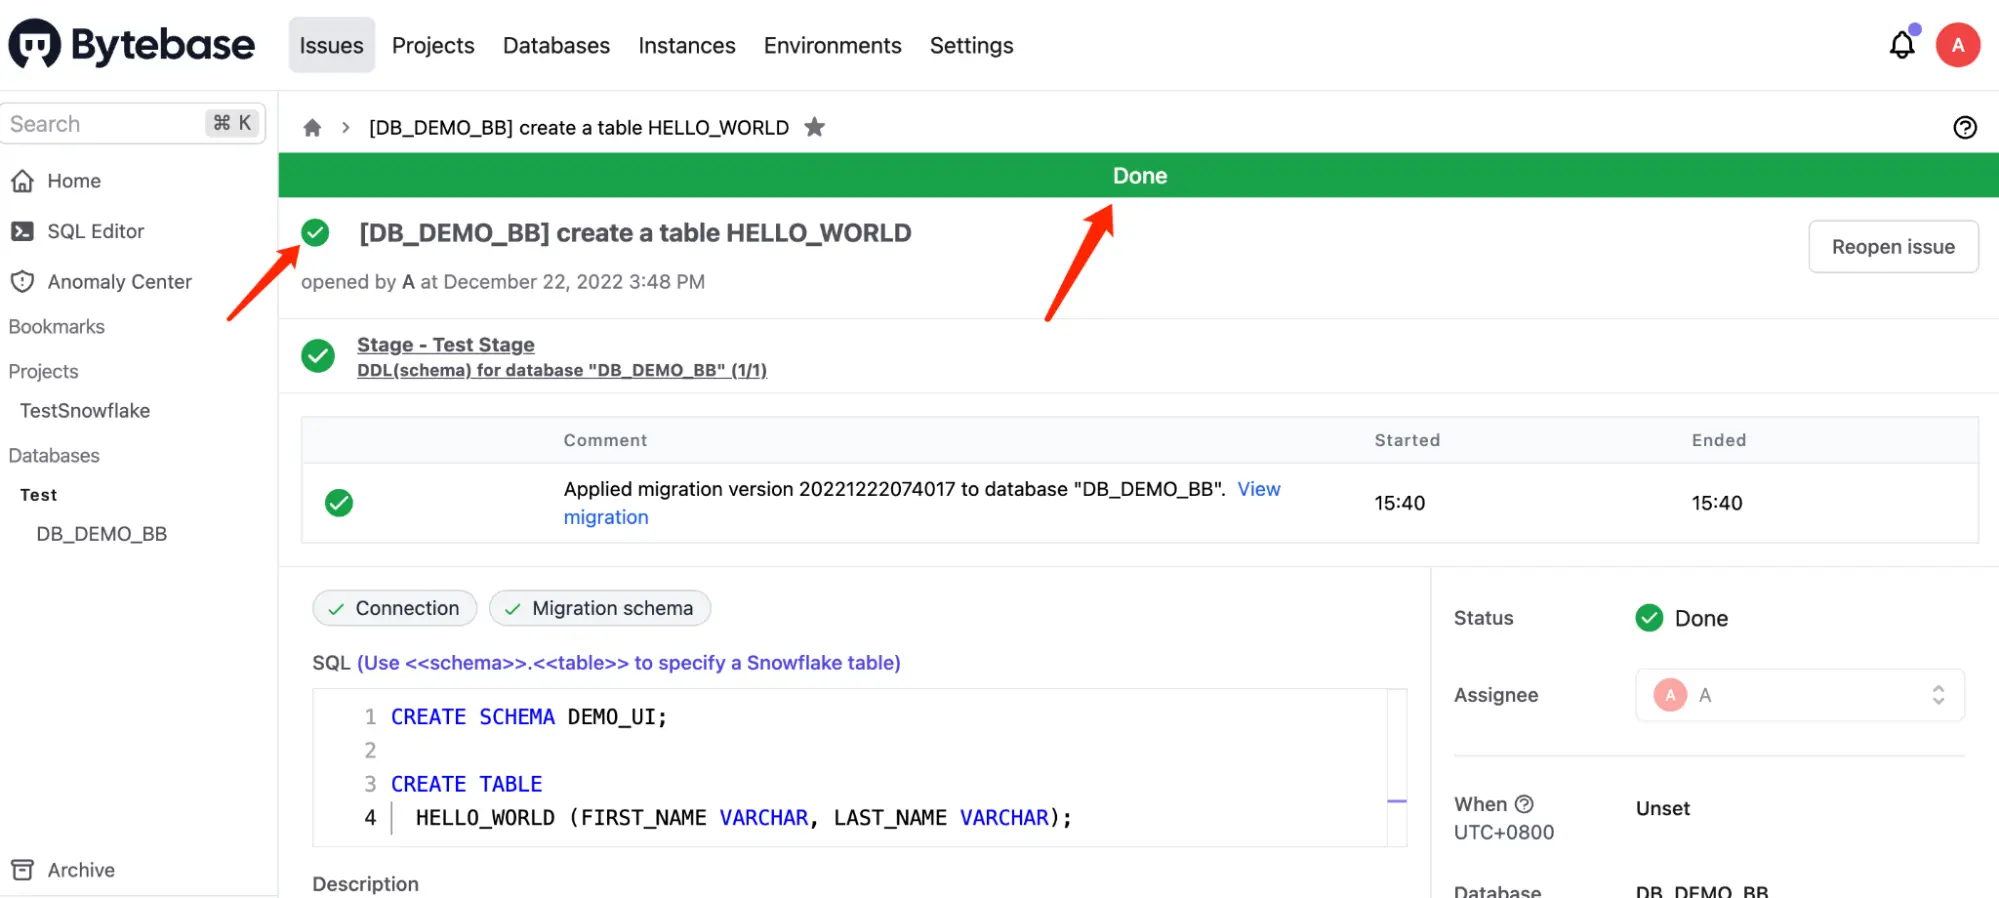 Bytebase
Issues
Projects
Databases
Instances
Environments
Settings
A
Search
⌘ K
Home
SQL Editor
Anomaly Center
Bookmarks
Projects
TestSnowflake
Databases
Test
DB_DEMO_BB
Archive
[DB_DEMO_BB] create a table HELLO_WORLD
Done
[DB_DEMO_BB] create a table HELLO_WORLD
opened by A at December 22, 2022 3:48 PM
Reopen issue
Stage - Test Stage
DDL(schema) for database "DB_DEMO_BB" (1/1)
Comment
Started
Ended
Applied migration version 20221222074017 to database "DB_DEMO_BB". View
migration
15:40
15:40
Connection
Migration schema
SQL (Use <<schema>>.<<table>> to specify a Snowflake table)
1 CREATE SCHEMA DEMO_UI;
2
3 CREATE TABLE
4 HELLO_WORLD (FIRST_NAME VARCHAR, LAST_NAME VARCHAR);
Description
Status
Done
Assignee
A A
When
UTC+0800
Unset
Database
DB_DEMO_BB